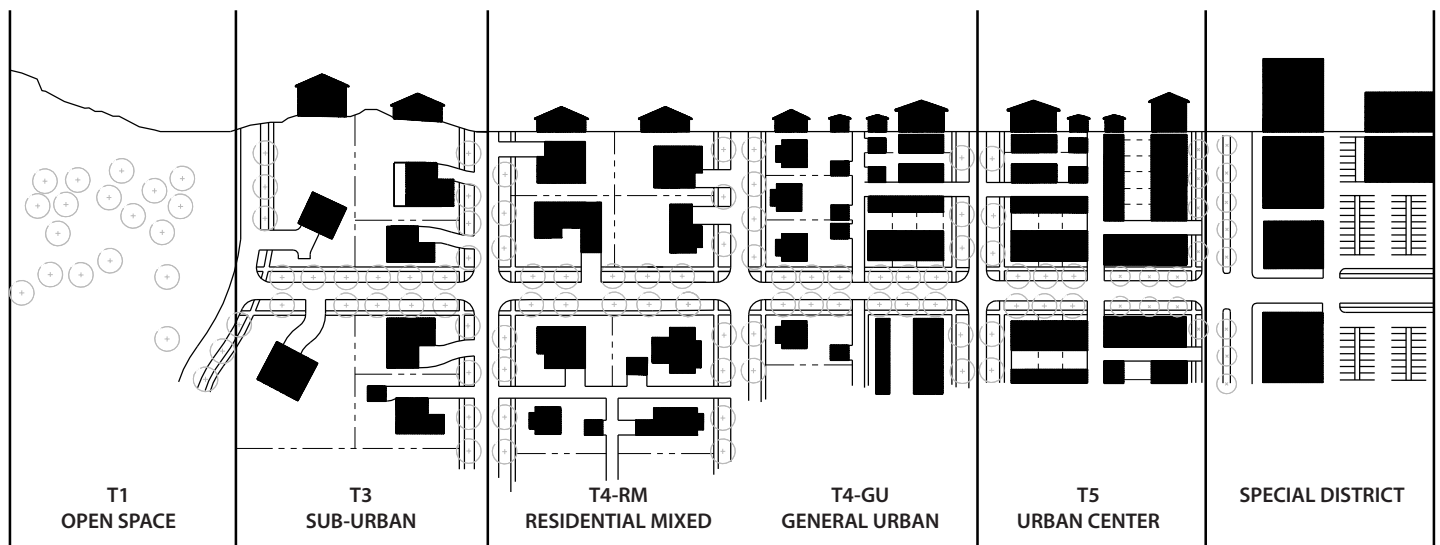 T1
OPEN SPACE
T3
SUB-URBAN
T4-RM
RESIDENTIAL MIXED
T4-GU
GENERAL URBAN
T5
URBAN CENTER
SPECIAL DISTRICT